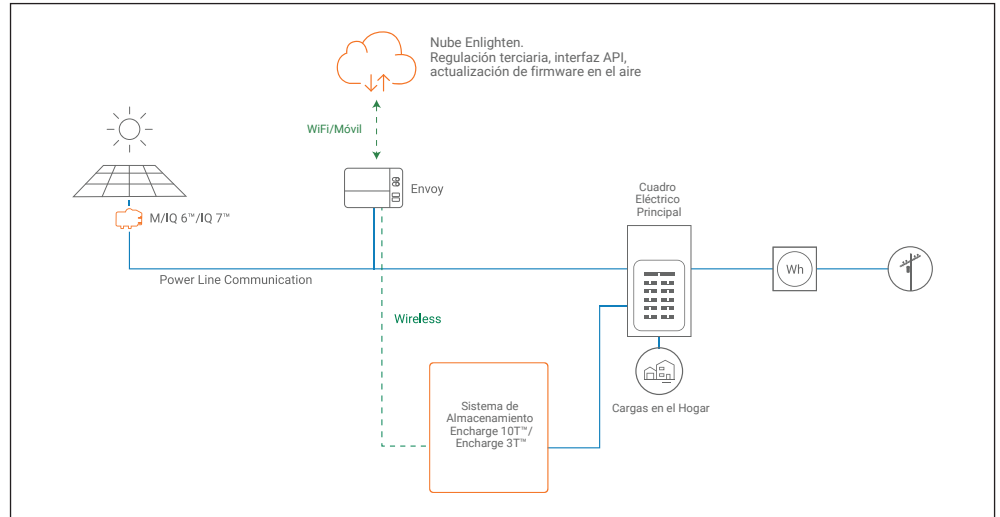 Nube Enlighten.
Regulación terciaria, interfaz API,
actualización de firmware en el aire
WiFi/Móvil
Envoy
M/IQ 6™/IQ 7™
Power Line Communication
Wireless
Cuadro
Eléctrico
Principal
Wh
Cargas en el Hogar
Sistema de
Almacenamiento
Encharge 10T™/
Encharge 3T™